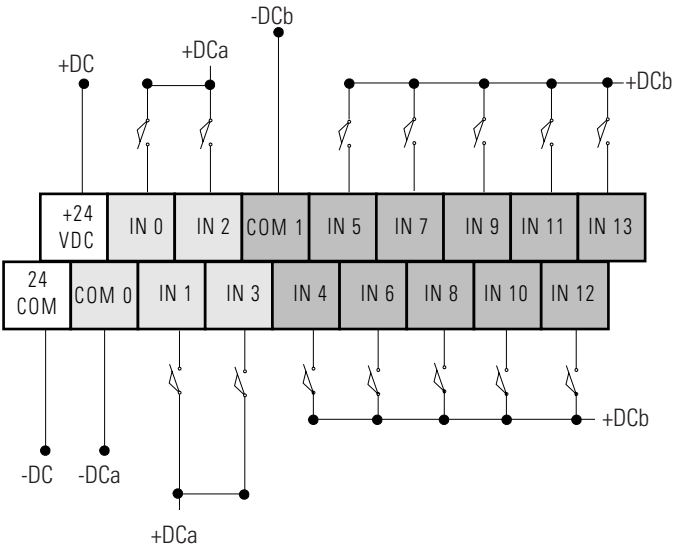 -DCb
+DCa
+DC
+DCb
+24 VDC
IN 0
IN 2
COM 1
IN 5
IN 7
IN 9
IN 11
IN 13
24 COM
COM 0
IN 1
IN 3
IN 4
IN 6
IN 8
IN 10
IN 12
+DCb
-DC
-DCa
+DCa